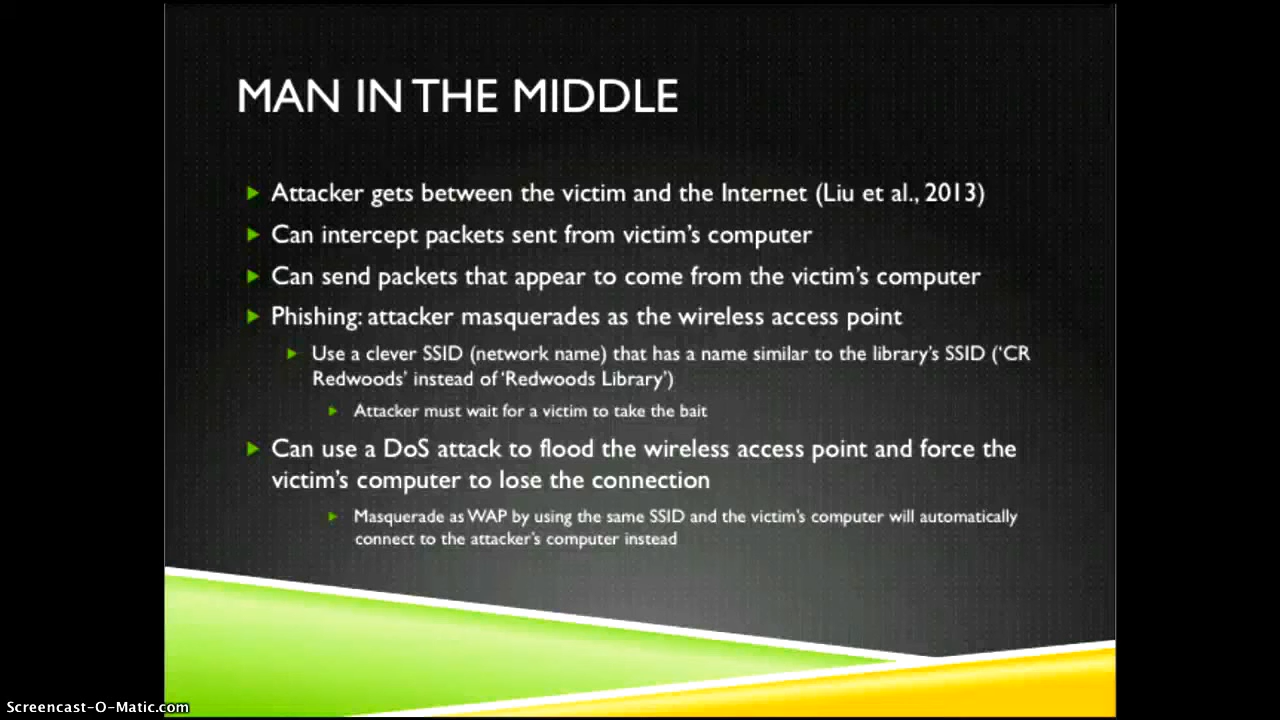 MAN IN THE MIDDLE
Attacker gets between the victim and the Internet (Liu et al., 2013)
Can intercept packets sent from victim’s computer
Can send packets that appear to come from the victim’s computer
Phishing: attacker masquerades as the wireless access point
Use a clever SSID (network name) that has a name similar to the library’s SSID (‘CR
Redwoods’ instead of ‘Redwoods Library’)
Attacker must wait for a victim to take the bait
Can use a DoS attack to flood the wireless access point and force the
victim’s computer to lose the connection
Masquerade as WAP by using the same SSID and the victim’s computer will automatically
connect to the attacker’s computer instead
Screencast-O-Matic.com